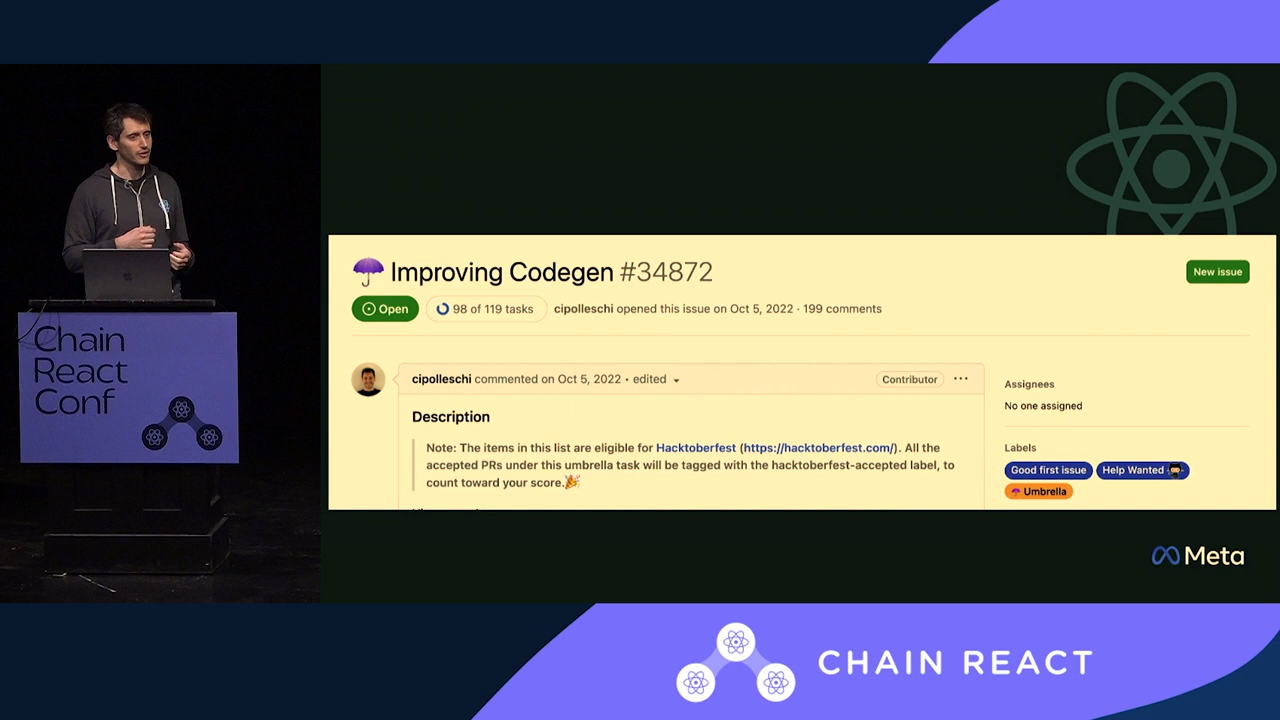 Chain
React
Conf
Improving Codegen #34872
New issue
Open
98 of 119 tasks
cipolleschi opened this issue on Oct 5, 2022 · 199 comments
cipolleschi commented on Oct 5, 2022 • edited
Contributor
Description
Note: The items in this list are eligible for Hacktoberfest (https://hacktoberfest.com/). All the
accepted PRs under this umbrella task will be tagged with the hacktoberfest-accepted label, to
count toward your score.
Assignees
No one assigned
Labels
Good first issue
Help Wanted
Umbrella
Meta
CHAIN REACT